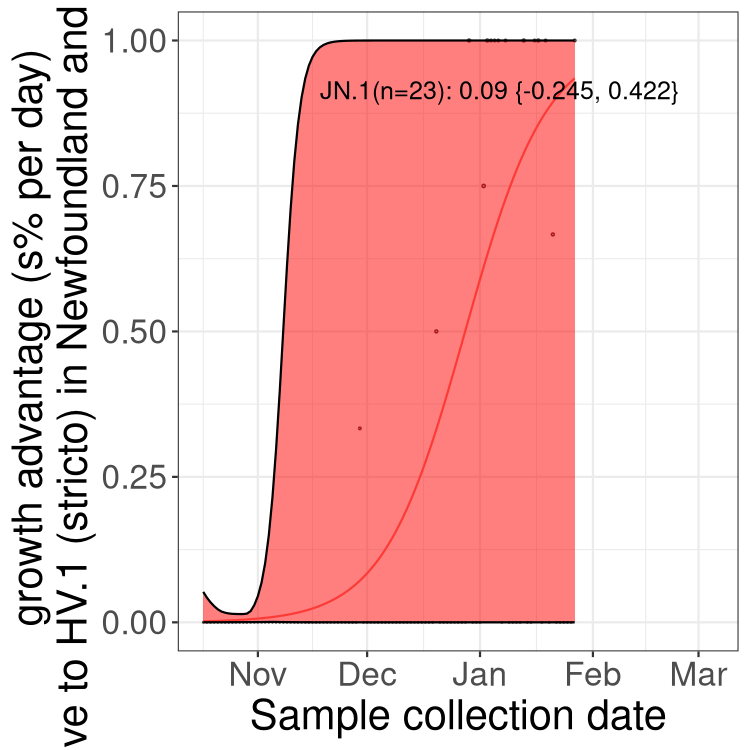 growth advantage (s% per day)
ve to HV.1 (stricto) in Newfoundland and
1.00
JN.1(n=23): 0.09 {-0.245, 0.422}
0.75
0.50
0.25
0.00
Nov Dec Jan Feb Mar
Sample collection date